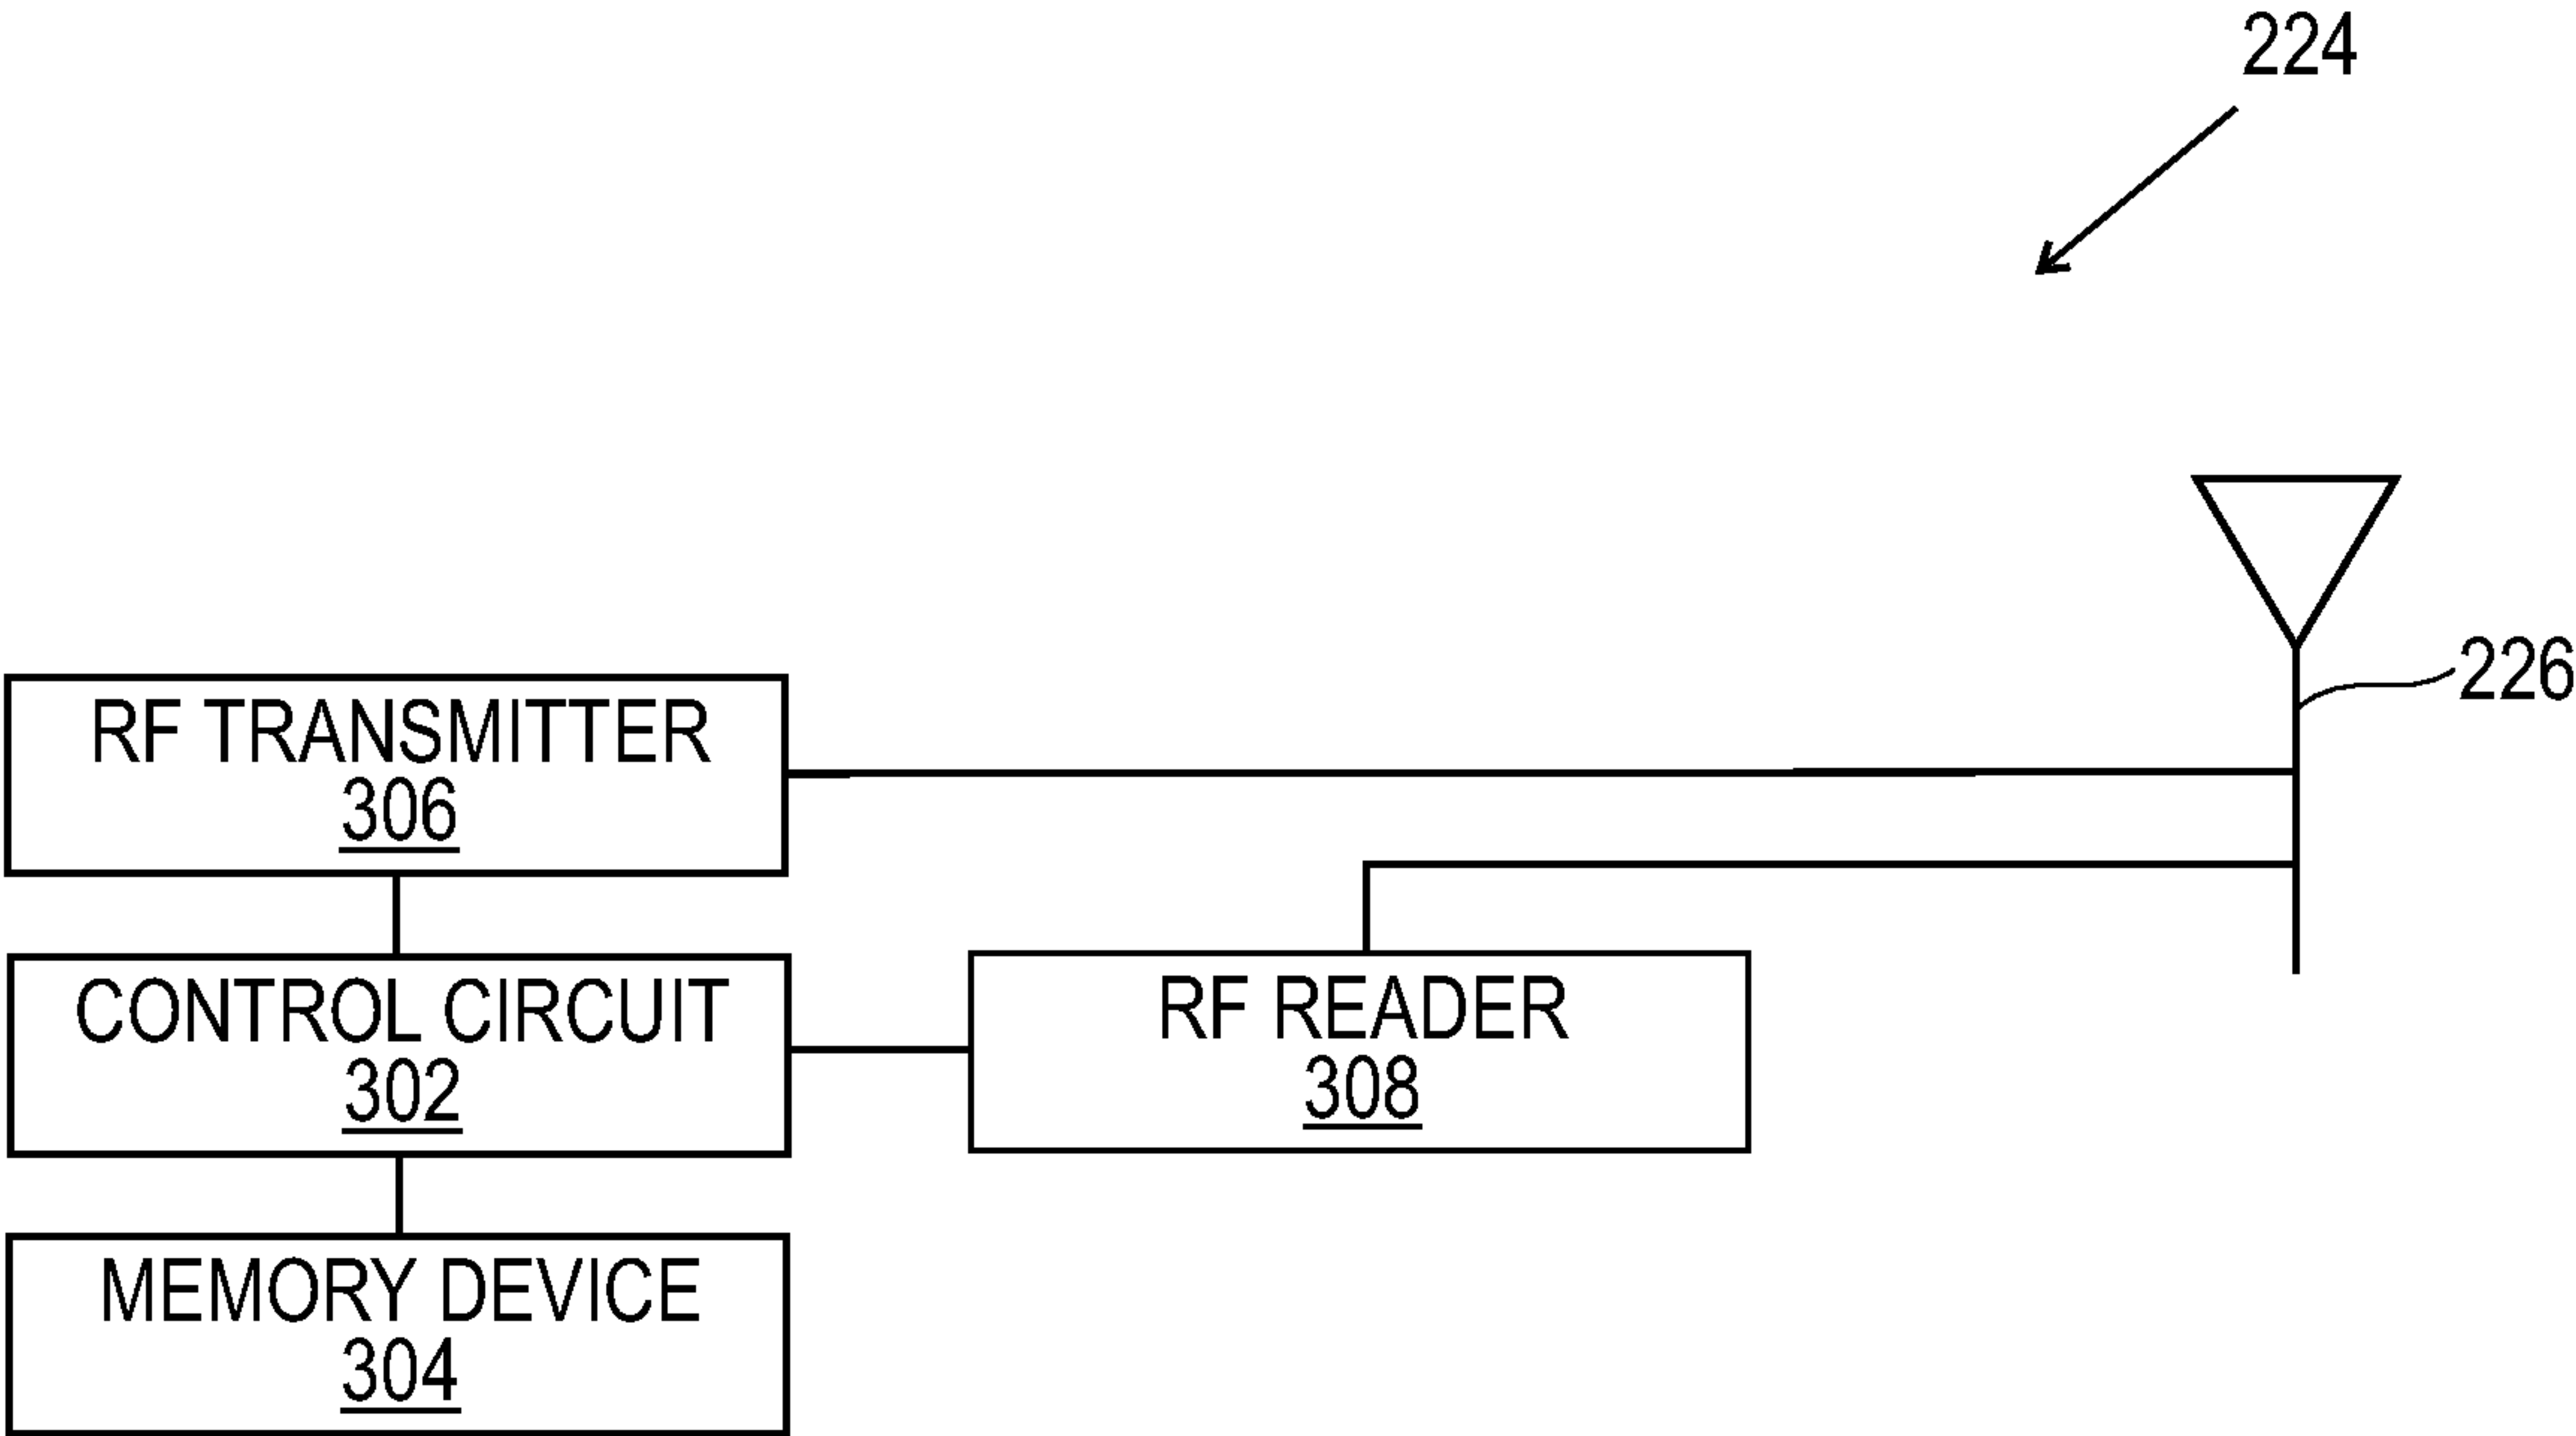 224
226
RF TRANSMITTER
306
CONTROL CIRCUIT
302
RF READER
308
MEMORY DEVICE
304